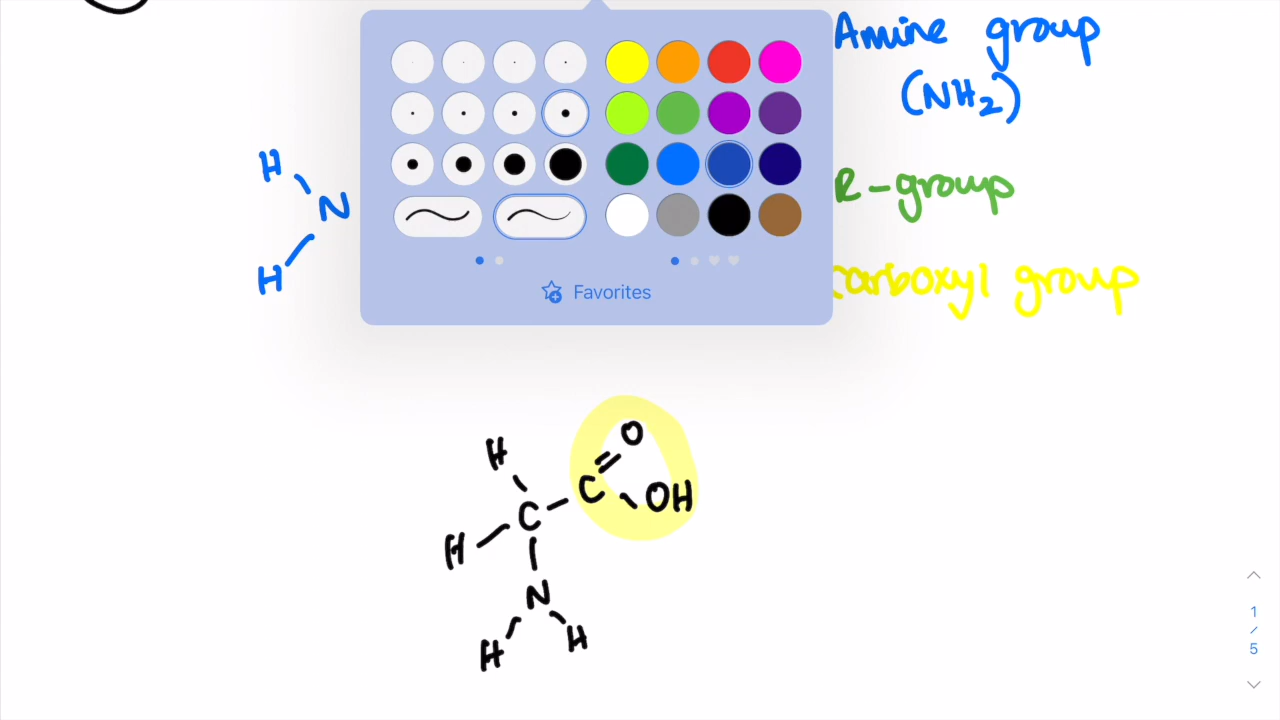 Amine group
(NH2)
H
N
R-group
H
carboxyl group
Favorites
O
H
C
OH
C
H
N
H
H
1
/
5